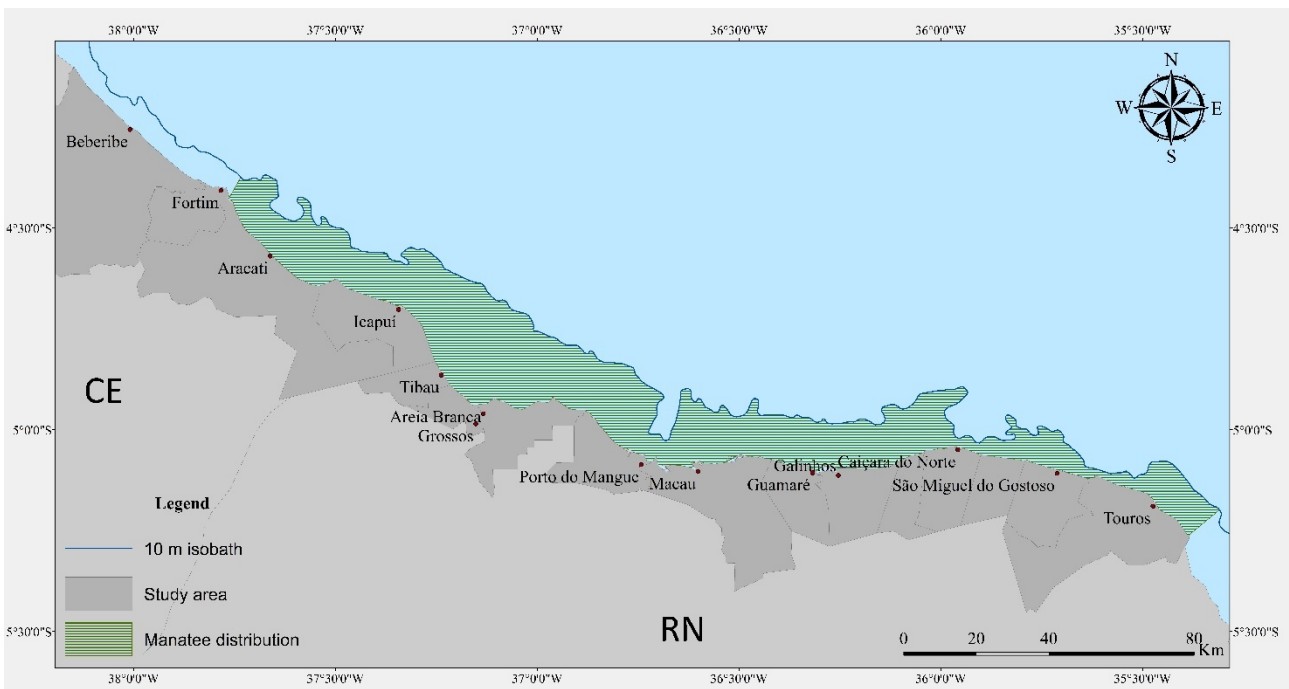 38°0'0"W 37°30'0"W 37°0'0"W 36°30'0"W 36°0'0"W 35°30'0"W
N
W E
S
Beberibe
Fortim
4°30'0"S 4°30'0"S
Aracati
Icapuí
CE
Tibau
Areia Branca
Grossos
5°0'0"S 5°0'0"S
Porto do Mangue
Macau
Galinhos
Guamaré
Caiçara do Norte
São Miguel do Gostoso
Touros
Legend
10 m isobath
Study area
Manatee distribution
RN
0 20 40 80
Km
5°30'0"S 5°30'0"S
38°0'0"W 37°30'0"W 37°0'0"W 36°30'0"W 36°0'0"W 35°30'0"W